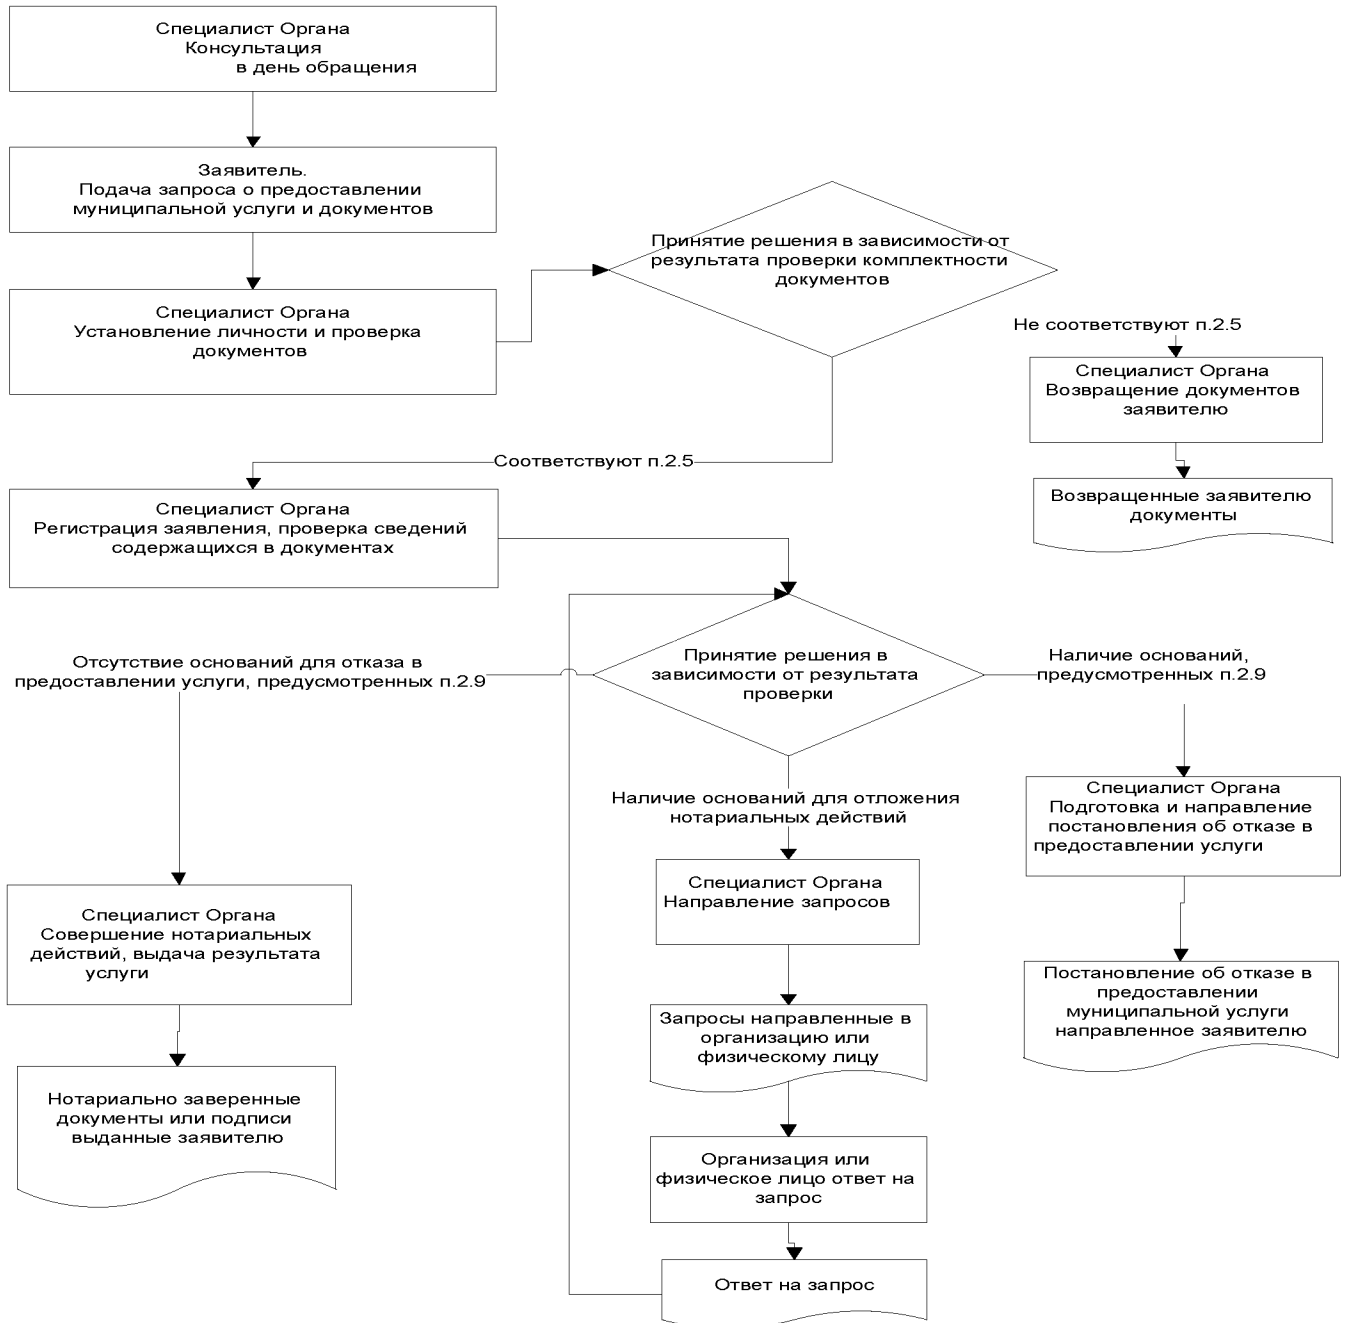 Специалист Органа
Консультация
в день обращения
Заявитель.
Подача запроса о предоставлении
муниципальной услуги и документов
Специалист Органа
Установление личности и проверка
документов
Принятие решения в зависимости от
результата проверки комплектности
документов
Не соответствуют п.2.5
Специалист Органа
Возвращение документов
заявителю
Возвращенные заявителю
документы
Соответствуют п.2.5
Специалист Органа
Регистрация заявления, проверка сведений
содержащихся в документах
Принятие решения в
зависимости от результата
проверки
Отсутствие оснований для отказа в
предоставлении услуги, предусмотренных п.2.9
Наличие оснований,
предусмотренных п.2.9
Наличие оснований для отложения
нотариальных действий
Специалист Органа
Подготовка и направление
постановления об отказе в
предоставлении услуги
Специалист Органа
Направление запросов
Специалист Органа
Совершение нотариальных
действий, выдача результата
услуги
Постановление об отказе в
предоставлении
муниципальной услуги
направленное заявителю
Запросы направленные в
организацию или
физическому лицу
Нотариально заверенные
документы или подписи
выданные заявителю
Организация или
физическое лицо ответ на
запрос
Ответ на запрос